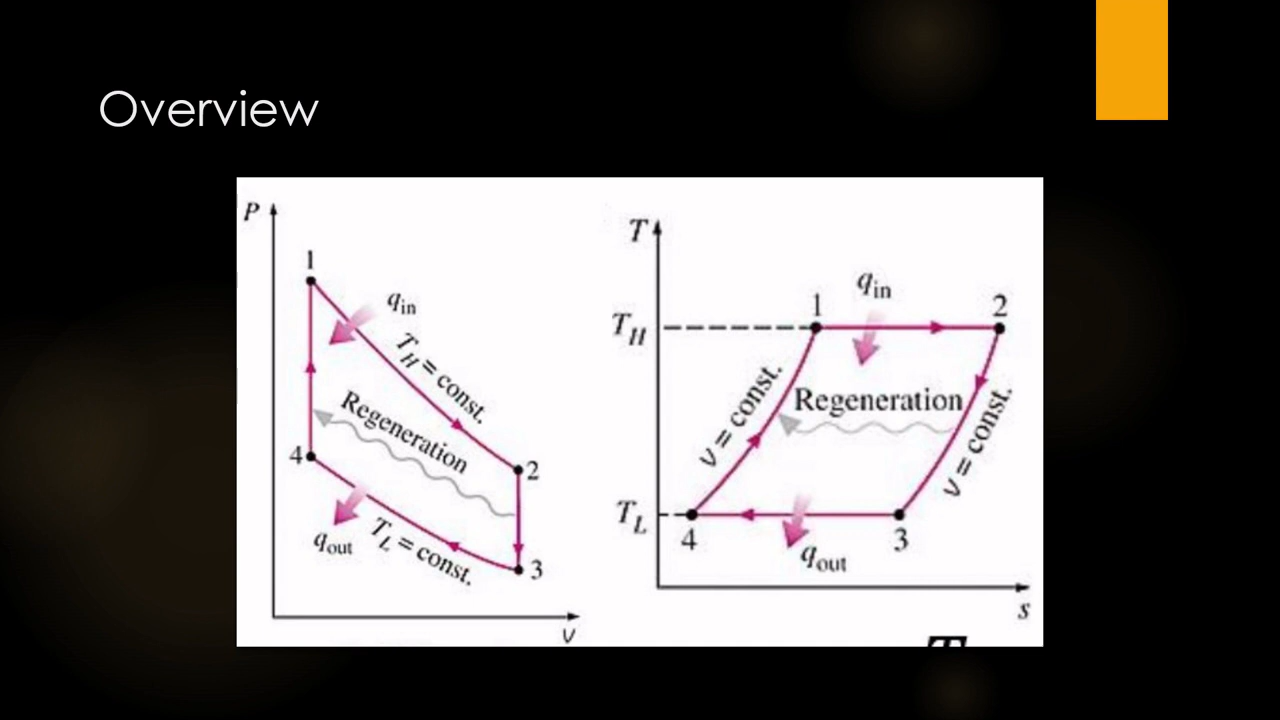 Overview
P
1
q_in
T_H = const.
Regeneration
4
2
q_out
T_L = const.
3
v
T
q_in
1
2
T_H
v = const.
Regeneration
v = const.
T_L
4
3
q_out
s